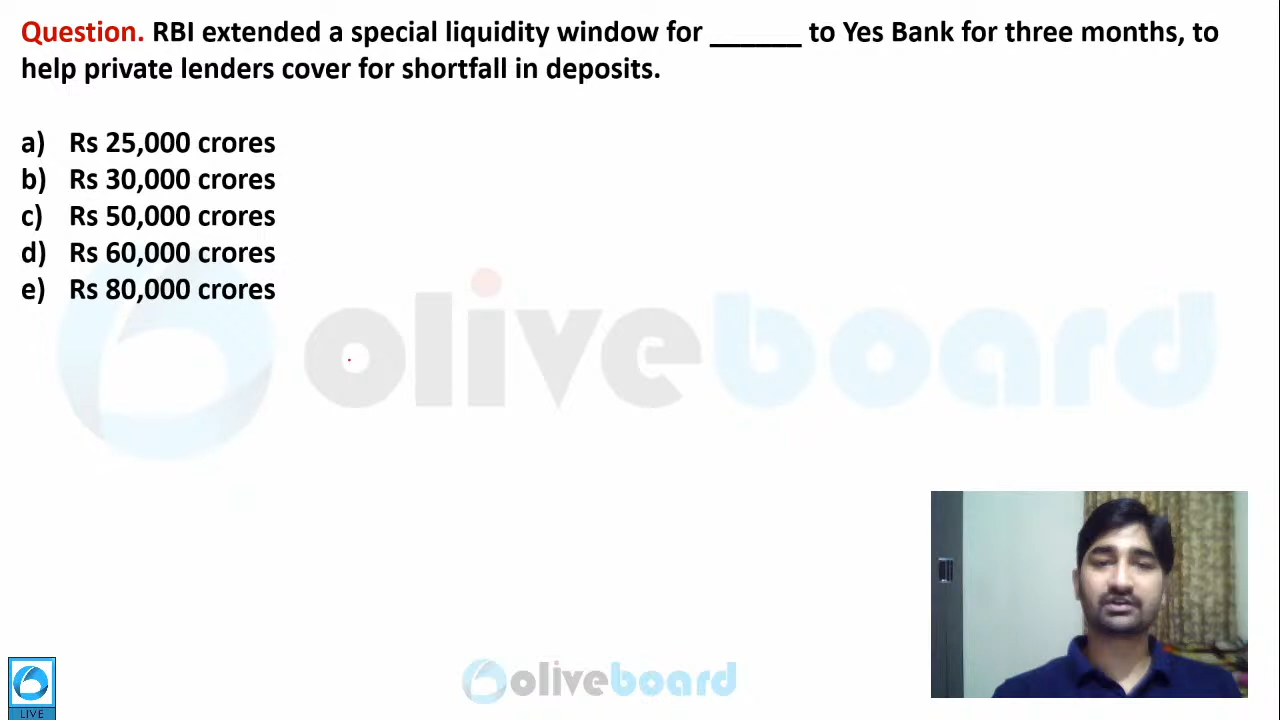 Question. RBI extended a special liquidity window for ______ to Yes Bank for three months, to
help private lenders cover for shortfall in deposits.
a) Rs 25,000 crores
b) Rs 30,000 crores
c) Rs 50,000 crores
d) Rs 60,000 crores
e) Rs 80,000 crores
oliveboard
oliveboard
LIVE